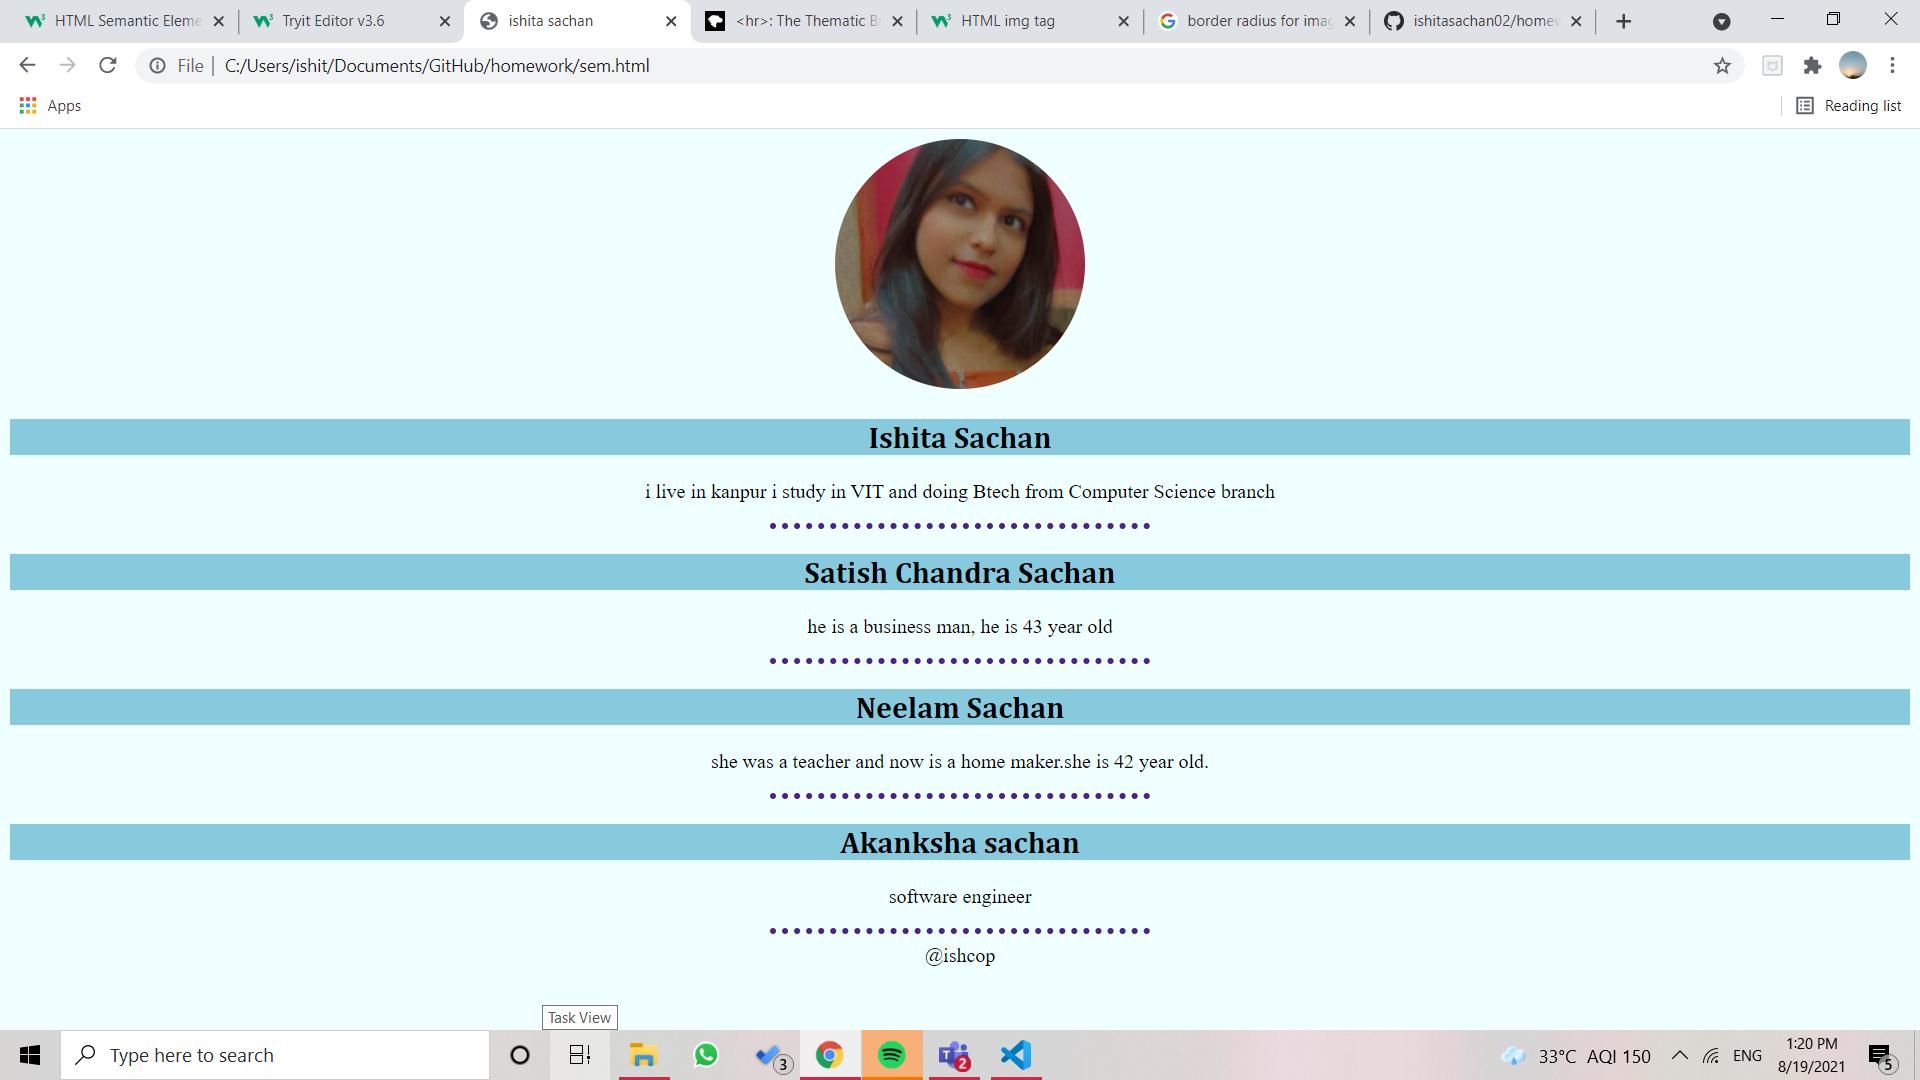 HTML Semantic Eleme
Tryit Editor v3.6
ishita sachan
<hr>: The Thematic B
HTML img tag
border radius for imag
ishitasachan02/homew
File
C:/Users/ishit/Documents/GitHub/homework/sem.html
Apps
Reading list
Ishita Sachan
i live in kanpur i study in VIT and doing Btech from Computer Science branch
Satish Chandra Sachan
he is a business man, he is 43 year old
Neelam Sachan
she was a teacher and now is a home maker.she is 42 year old.
Akanksha sachan
software engineer
@ishcop
Task View
Type here to search
3
2
33°C AQI 150
ENG
1:20 PM
8/19/2021
5